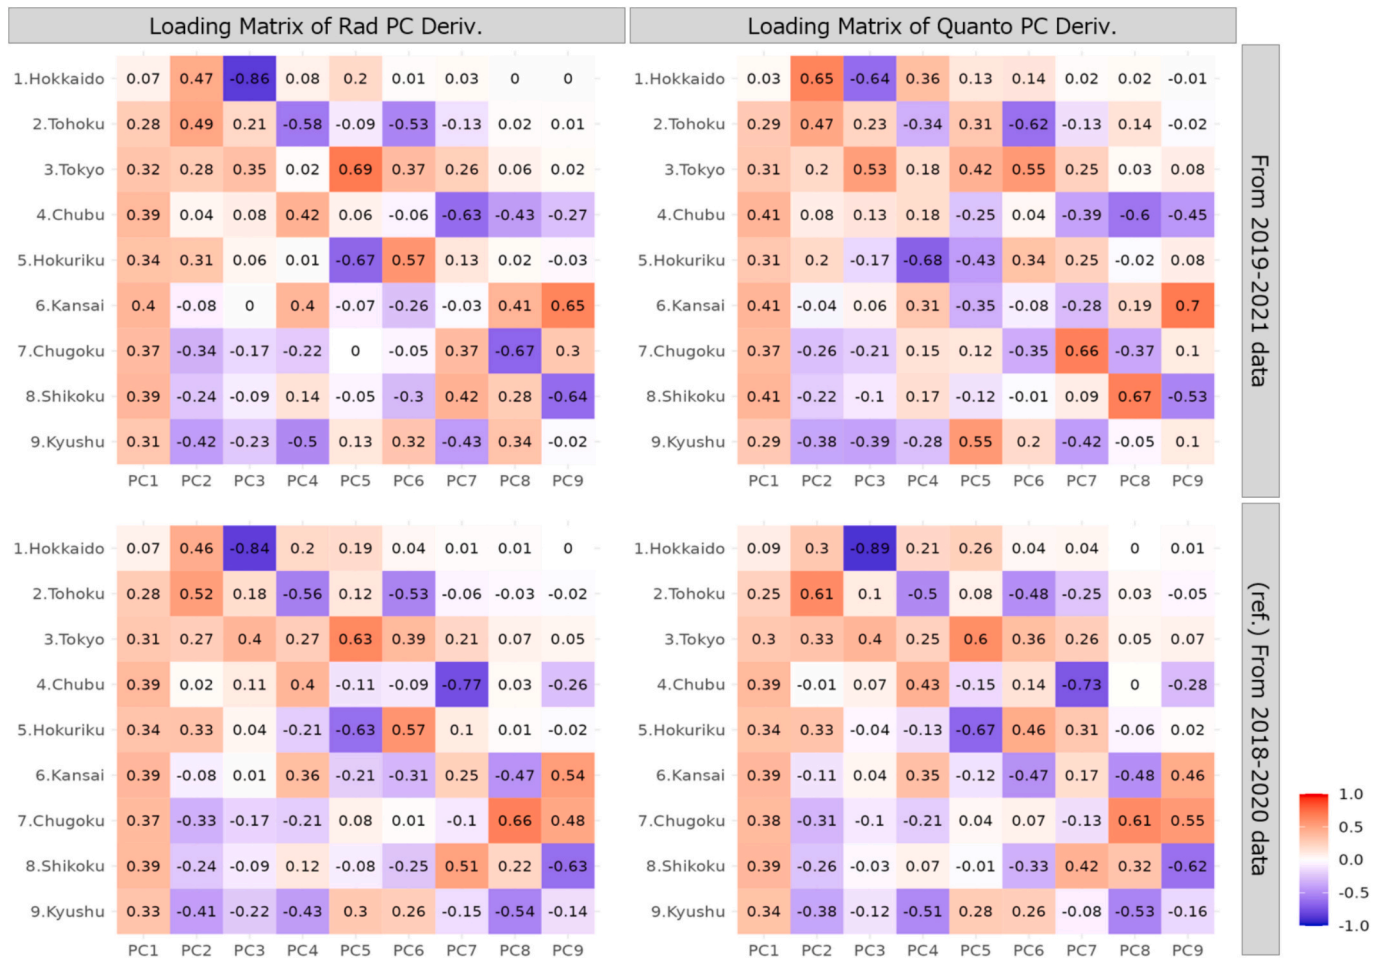 Loading Matrix of Rad PC Deriv.
Loading Matrix of Quanto PC Deriv.
1.Hokkaido 0.07 0.47 -0.86 0.08 0.2 0.01 0.03 0 0
2.Tohoku 0.28 0.49 0.21 -0.58 -0.09 -0.53 -0.13 0.02 0.01
3.Tokyo 0.32 0.28 0.35 0.02 0.69 0.37 0.26 0.06 0.02
4.Chubu 0.39 0.04 0.08 0.42 0.06 -0.06 -0.63 -0.43 -0.27
5.Hokuriku 0.34 0.31 0.06 0.01 -0.67 0.57 0.13 0.02 -0.03
6.Kansai 0.4 -0.08 0 0.4 -0.07 -0.26 -0.03 0.41 0.65
7.Chugoku 0.37 -0.34 -0.17 -0.22 0 -0.05 0.37 -0.67 0.3
8.Shikoku 0.39 -0.24 -0.09 0.14 -0.05 -0.3 0.42 0.28 -0.64
9.Kyushu 0.31 -0.42 -0.23 -0.5 0.13 0.32 -0.43 0.34 -0.02
PC1 PC2 PC3 PC4 PC5 PC6 PC7 PC8 PC9
1.Hokkaido 0.03 0.65 -0.64 0.36 0.13 0.14 0.02 0.02 -0.01
2.Tohoku 0.29 0.47 0.23 -0.34 0.31 -0.62 -0.13 0.14 -0.02
3.Tokyo 0.31 0.2 0.53 0.18 0.42 0.55 0.25 0.03 0.08
4.Chubu 0.41 0.08 0.13 0.18 -0.25 0.04 -0.39 -0.6 -0.45
5.Hokuriku 0.31 0.2 -0.17 -0.68 -0.43 0.34 0.25 -0.02 0.08
6.Kansai 0.41 -0.04 0.06 0.31 -0.35 -0.08 -0.28 0.19 0.7
7.Chugoku 0.37 -0.26 -0.21 0.15 0.12 -0.35 0.66 -0.37 0.1
8.Shikoku 0.41 -0.22 -0.1 0.17 -0.12 -0.01 0.09 0.67 -0.53
9.Kyushu 0.29 -0.38 -0.39 -0.28 0.55 0.2 -0.42 -0.05 0.1
PC1 PC2 PC3 PC4 PC5 PC6 PC7 PC8 PC9
From 2019-2021 data
1.Hokkaido 0.07 0.46 -0.84 0.2 0.19 0.04 0.01 0.01 0
2.Tohoku 0.28 0.52 0.18 -0.56 0.12 -0.53 -0.06 -0.03 -0.02
3.Tokyo 0.31 0.27 0.4 0.27 0.63 0.39 0.21 0.07 0.05
4.Chubu 0.39 0.02 0.11 0.4 -0.11 -0.09 -0.77 0.03 -0.26
5.Hokuriku 0.34 0.33 0.04 -0.21 -0.63 0.57 0.1 0.01 -0.02
6.Kansai 0.39 -0.08 0.01 0.36 -0.21 -0.31 0.25 -0.47 0.54
7.Chugoku 0.37 -0.33 -0.17 -0.21 0.08 0.01 -0.1 0.66 0.48
8.Shikoku 0.39 -0.24 -0.09 0.12 -0.08 -0.25 0.51 0.22 -0.63
9.Kyushu 0.33 -0.41 -0.22 -0.43 0.3 0.26 -0.15 -0.54 -0.14
PC1 PC2 PC3 PC4 PC5 PC6 PC7 PC8 PC9
1.Hokkaido 0.09 0.3 -0.89 0.21 0.26 0.04 0.04 0 0.01
2.Tohoku 0.25 0.61 0.1 -0.5 0.08 -0.48 -0.25 0.03 -0.05
3.Tokyo 0.3 0.33 0.4 0.25 0.6 0.36 0.26 0.05 0.07
4.Chubu 0.39 -0.01 0.07 0.43 -0.15 0.14 -0.73 0 -0.28
5.Hokuriku 0.34 0.33 -0.04 -0.13 -0.67 0.46 0.31 -0.06 0.02
6.Kansai 0.39 -0.11 0.04 0.35 -0.12 -0.47 0.17 -0.48 0.46
7.Chugoku 0.38 -0.31 -0.1 -0.21 0.04 0.07 -0.13 0.61 0.55
8.Shikoku 0.39 -0.26 -0.03 0.07 -0.01 -0.33 0.42 0.32 -0.62
9.Kyushu 0.34 -0.38 -0.12 -0.51 0.28 0.26 -0.08 -0.53 -0.16
PC1 PC2 PC3 PC4 PC5 PC6 PC7 PC8 PC9
(ref.) From 2018-2020 data
1.0
0.5
0.0
-0.5
-1.0